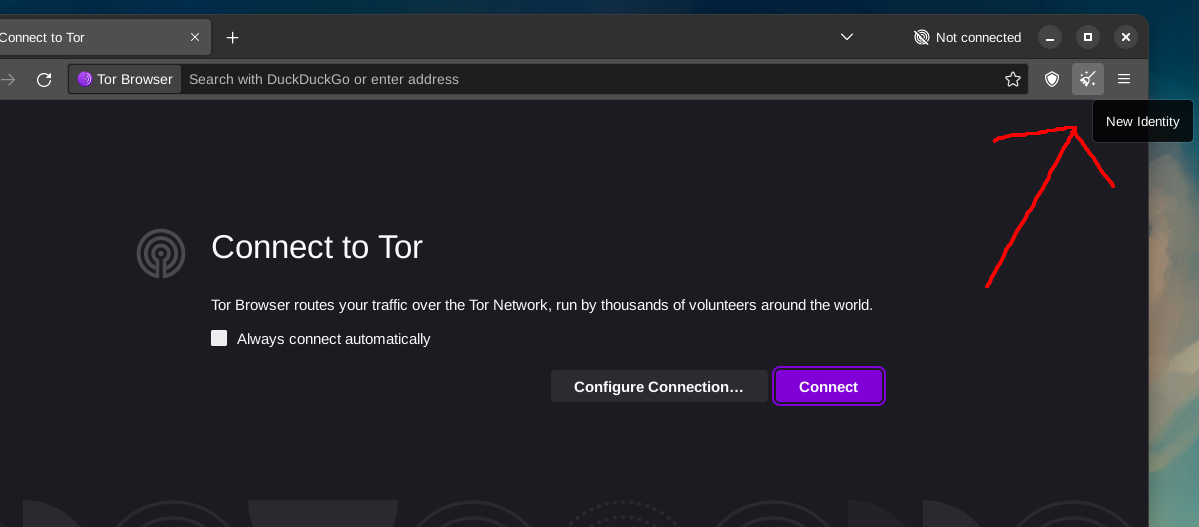 Connect to Tor
Not connected
Tor Browser
Search with DuckDuckGo or enter address
New Identity
Connect to Tor
Tor Browser routes your traffic over the Tor Network, run by thousands of volunteers around the world.
Always connect automatically
Configure Connection…
Connect